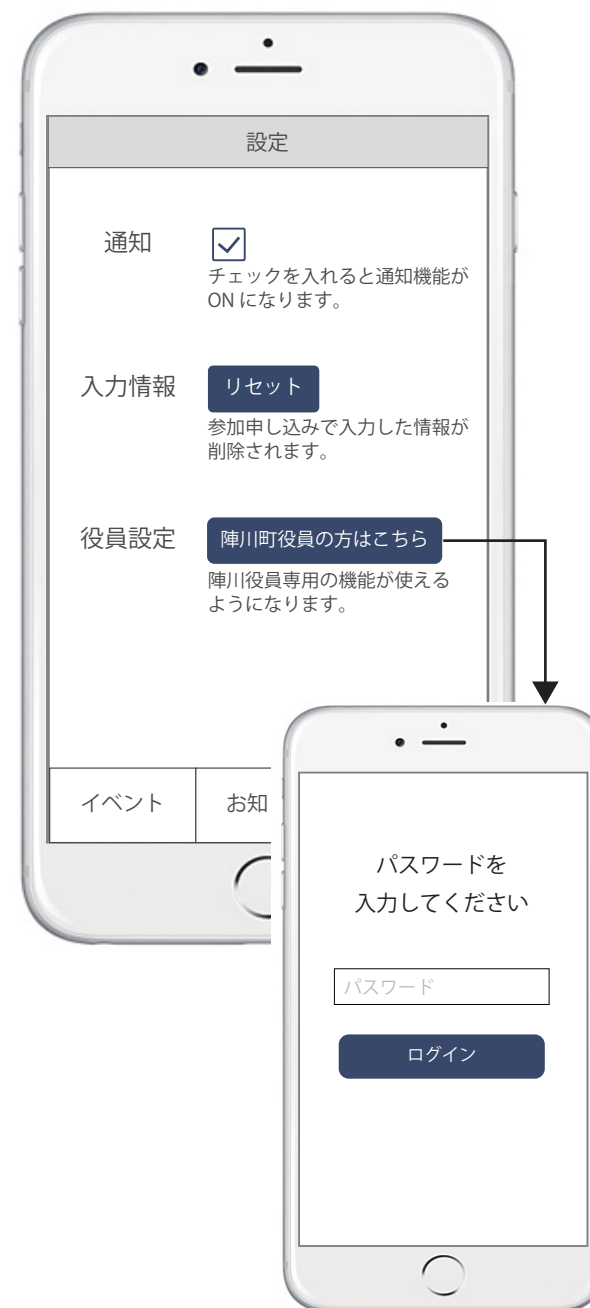 設定
通知
チェックを入れると通知機能が
ON になります。
入力情報
リセット
参加申し込みで入力した情報が
削除されます。
役員設定
陣川町役員の方はこちら
陣川役員専用の機能が使える
ようになります。
イベント
お知
パスワードを
入力してください
パスワード
ログイン